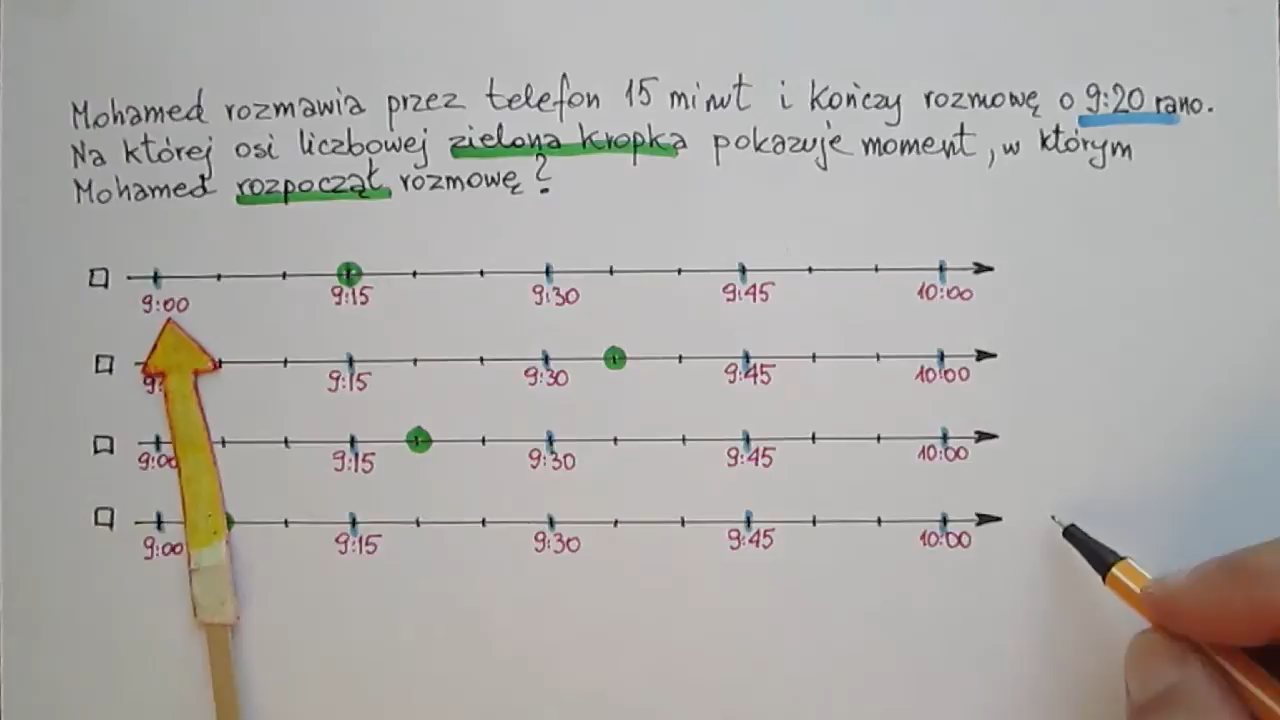 Mohamed rozmawia przez telefon 15 minut i kończy rozmowę o 9:20 rano.
Na której osi liczbowej zielona kropka pokazuje moment, w którym
Mohamed rozpoczął rozmowę?
9:00 9:15 9:30 9:45 10:00
9:15 9:30 9:45 10:00
9:00 9:15 9:30 9:45 10:00
9:00 9:15 9:30 9:45 10:00